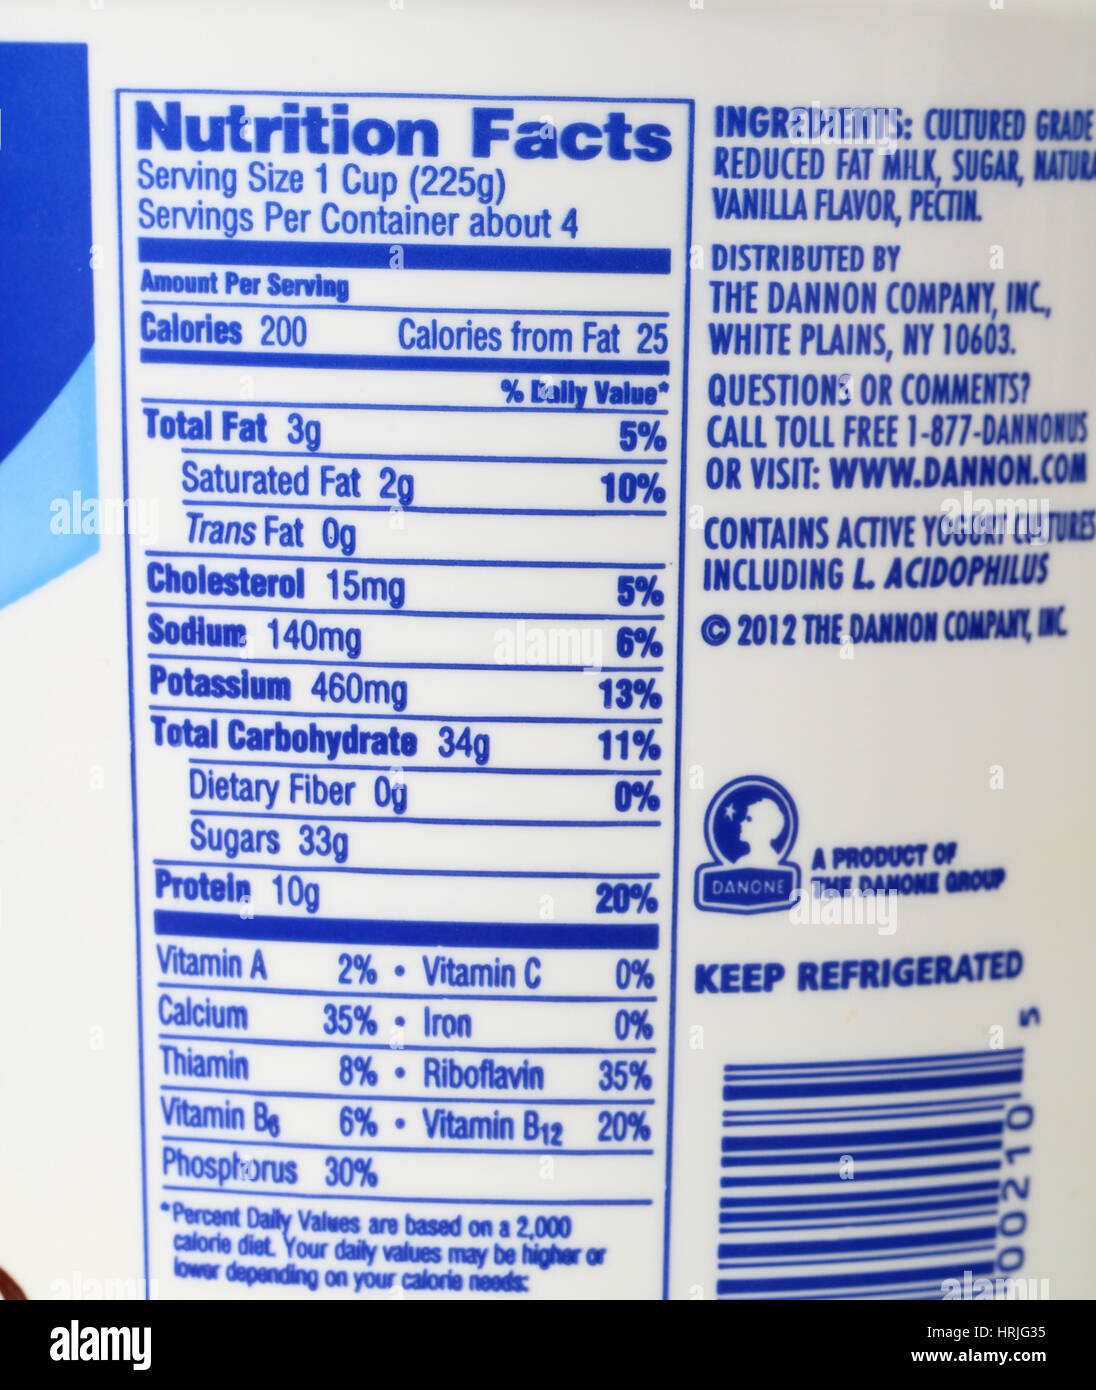 Nutrition Facts
Serving Size 1 Cup (225g)
Servings Per Container about 4
Amount Per Serving
Calories 200 Calories from Fat 25
% Daily Value*
Total Fat 3g 5%
Saturated Fat 2g 10%
Trans Fat 0g
Cholesterol 15mg 5%
Sodium 140mg 6%
Potassium 460mg 13%
Total Carbohydrate 34g 11%
Dietary Fiber 0g 0%
Sugars 33g
Protein 10g 20%
Vitamin A 2% • Vitamin C 0%
Calcium 35% • Iron 0%
Thiamin 8% • Riboflavin 35%
Vitamin B6 6% • Vitamin B12 20%
Phosphorus 30%
*Percent Daily Values are based on a 2,000
calorie diet. Your daily values may be higher or
lower depending on your calorie needs:
INGREDIENTS: CULTURED GRADE
REDUCED FAT MILK, SUGAR, NATURA
VANILLA FLAVOR, PECTIN.
DISTRIBUTED BY
THE DANNON COMPANY, INC.,
WHITE PLAINS, NY 10603.
QUESTIONS OR COMMENTS?
CALL TOLL FREE 1-877-DANNONUS
OR VISIT: WWW.DANNON.COM
CONTAINS ACTIVE YOGURT CULTURES
INCLUDING L. ACIDOPHILUS
© 2012 THE DANNON COMPANY, INC.
DANONE
A PRODUCT OF
THE DANONE GROUP
KEEP REFRIGERATED
00210 5
alamy
alamy
Image ID: HRJG35
www.alamy.com